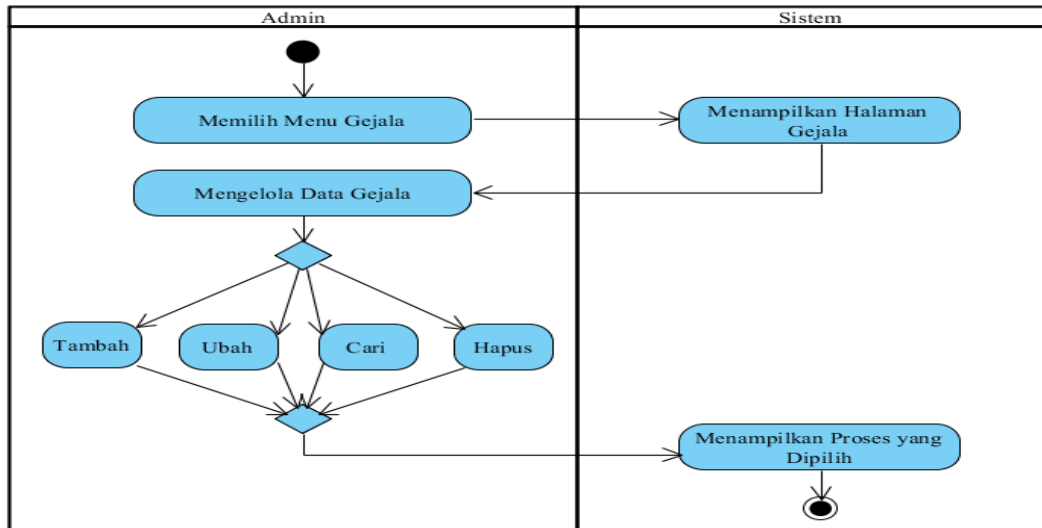 Admin
Sistem
Memilih Menu Gejala
Menampilkan Halaman
Gejala
Mengelola Data Gejala
Tambah
Ubah
Cari
Hapus
Menampilkan Proses yang
Dipilih